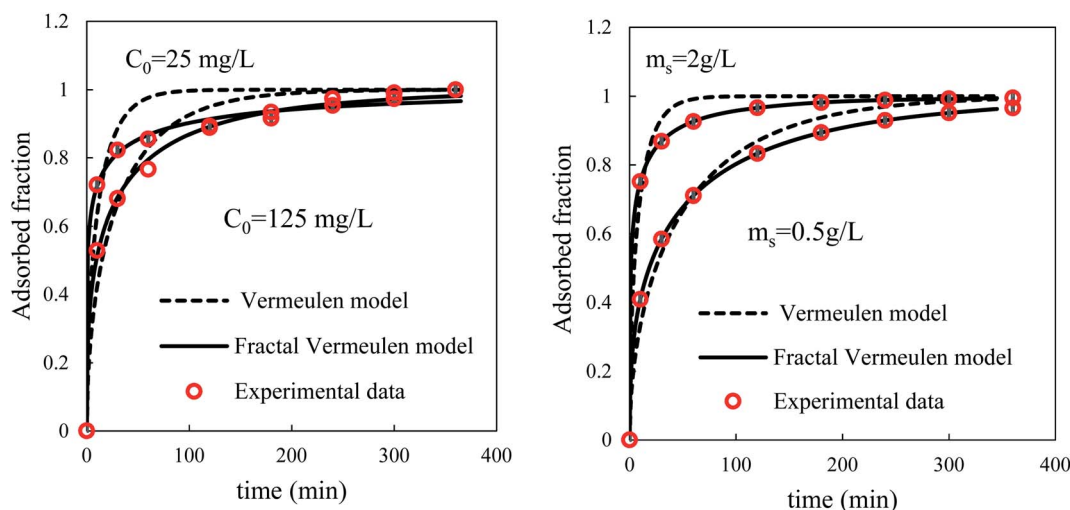 1.2
1
0.8
0.6
0.4
0.2
0
Adsorbed fraction
C₀=25 mg/L
C₀=125 mg/L
Vermeulen model
Fractal Vermeulen model
Experimental data
0 100 200 300 400
time (min)
1.2
1
0.8
0.6
0.4
0.2
0
Adsorbed fraction
mₛ=2g/L
mₛ=0.5g/L
Vermeulen model
Fractal Vermeulen model
Experimental data
0 100 200 300 400
time (min)